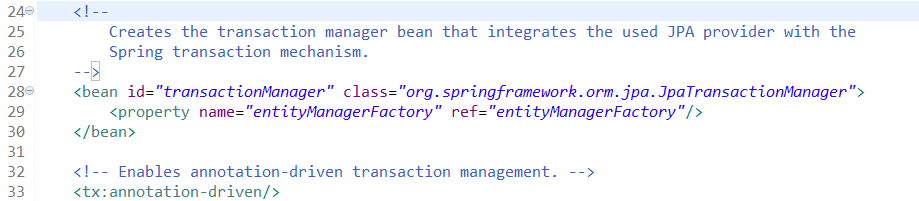 24 <!--
25 Creates the transaction manager bean that integrates the used JPA provider with the
26 Spring transaction mechanism.
27 -->
28 <bean id="transactionManager" class="org.springframework.orm.jpa.JpaTransactionManager">
29 <property name="entityManagerFactory" ref="entityManagerFactory"/>
30 </bean>
31
32 <!-- Enables annotation-driven transaction management. -->
33 <tx:annotation-driven/>